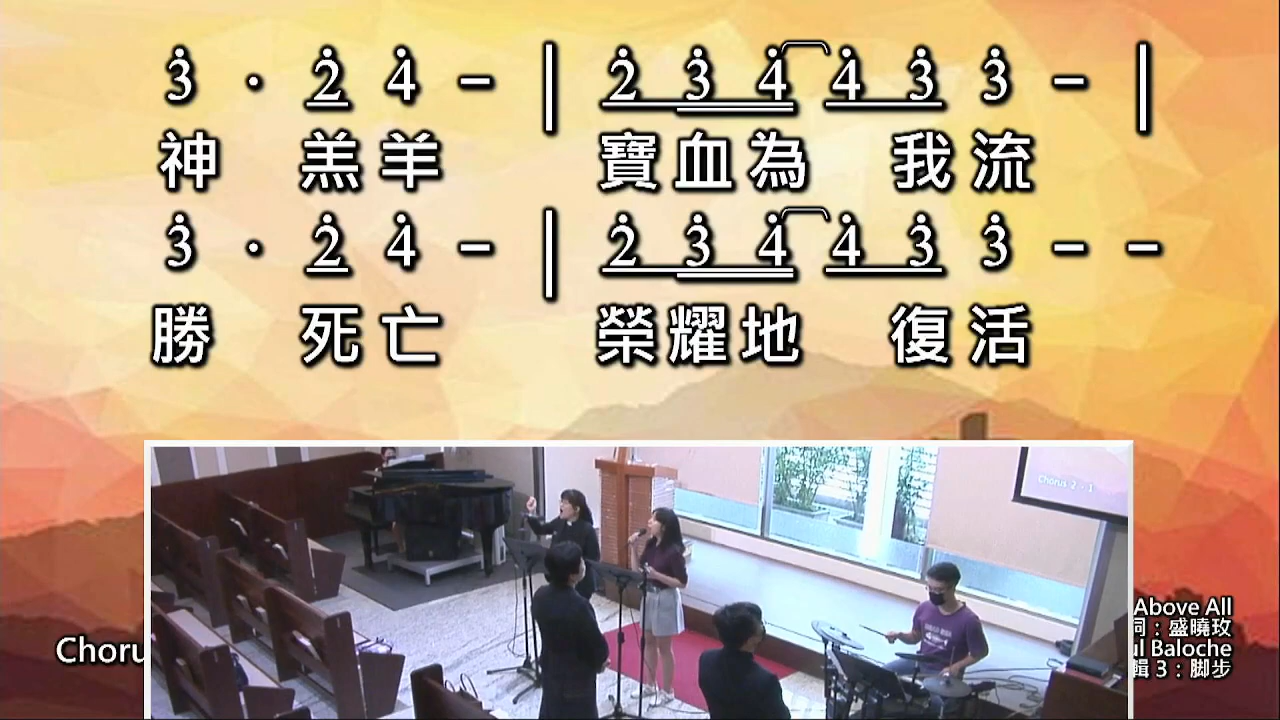 3 · 2 4 – | 2 3 4 4 3 3 – |
神 羔 羊 寶 血 為 我 流
3 · 2 4 – | 2 3 4 4 3 3 – –
勝 死 亡 榮 耀 地 復 活
Chorus 2 - 1
Above All
詞：盛曉玫
Choru
ul Baloche
輯 3：腳步